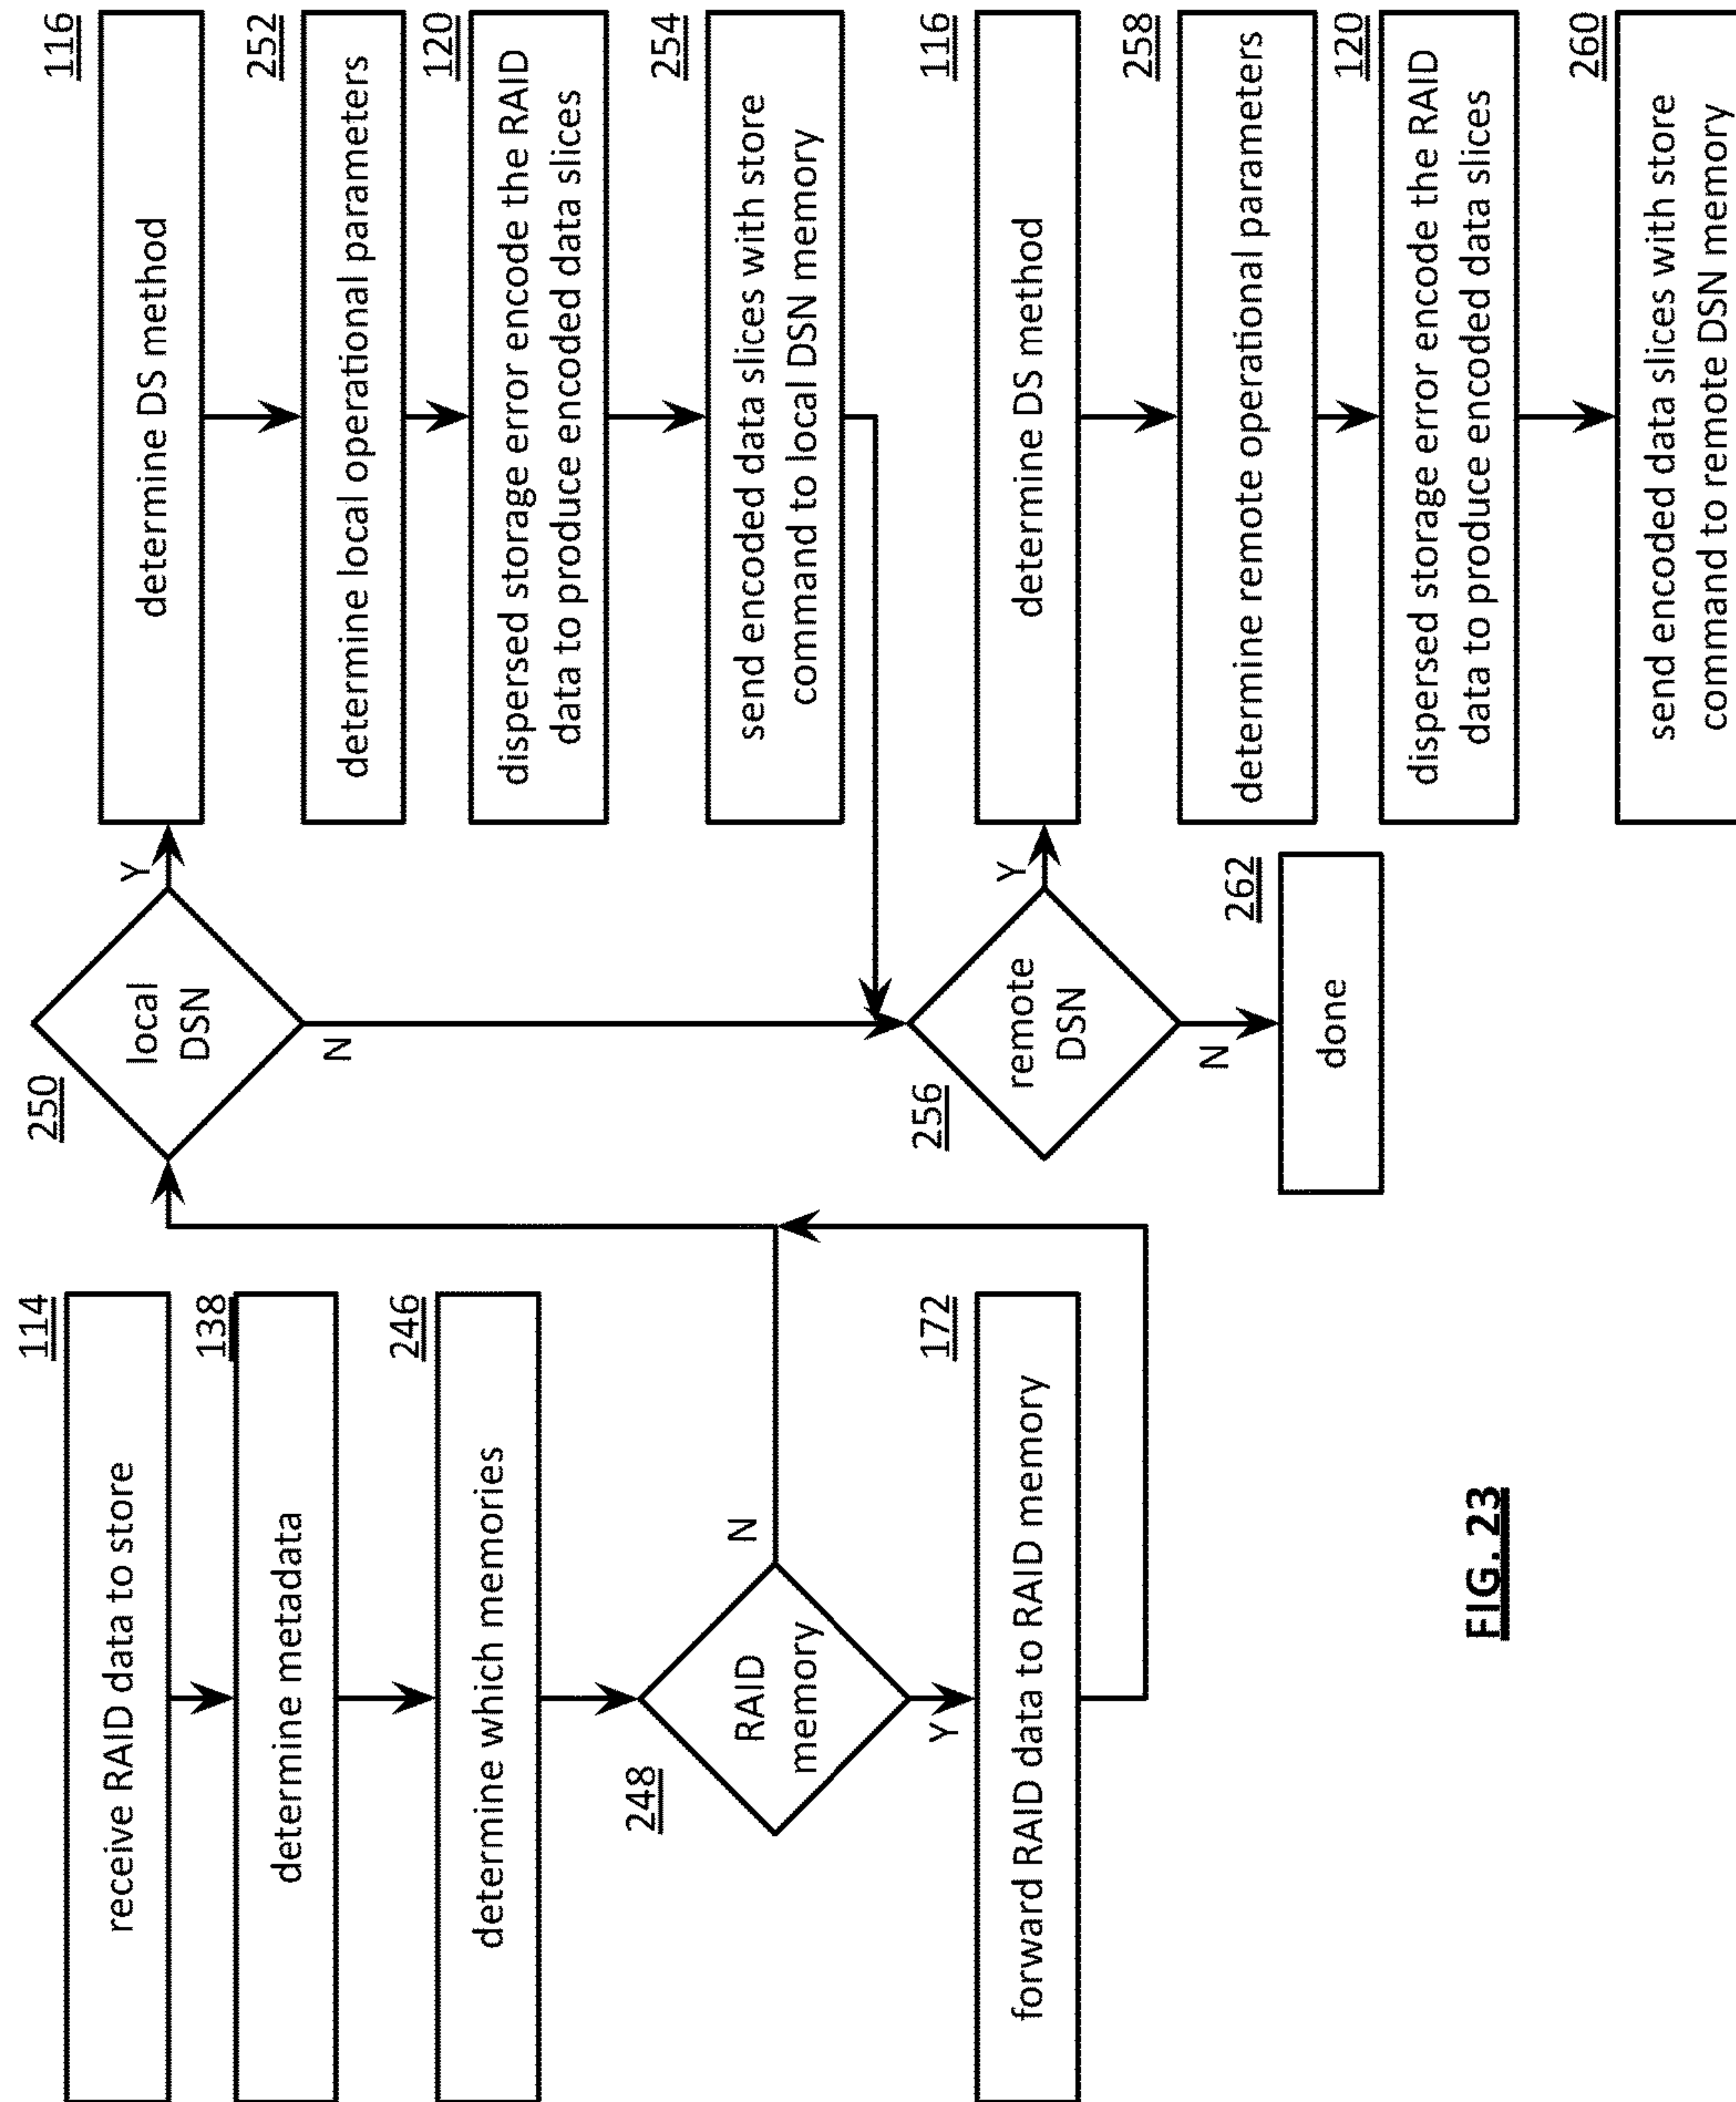 114
receive RAID data to store
138
determine metadata
246
determine which memories
248
RAID
memory
N
Y
172
forward RAID data to RAID memory
250
local
DSN
Y
N
116
determine DS method
252
determine local operational parameters
120
dispersed storage error encode the RAID
data to produce encoded data slices
254
send encoded data slices with store
command to local DSN memory
256
remote
DSN
Y
N
262
done
116
determine DS method
258
determine remote operational parameters
120
dispersed storage error encode the RAID
data to produce encoded data slices
260
send encoded data slices with store
command to remote DSN memory
FIG. 23